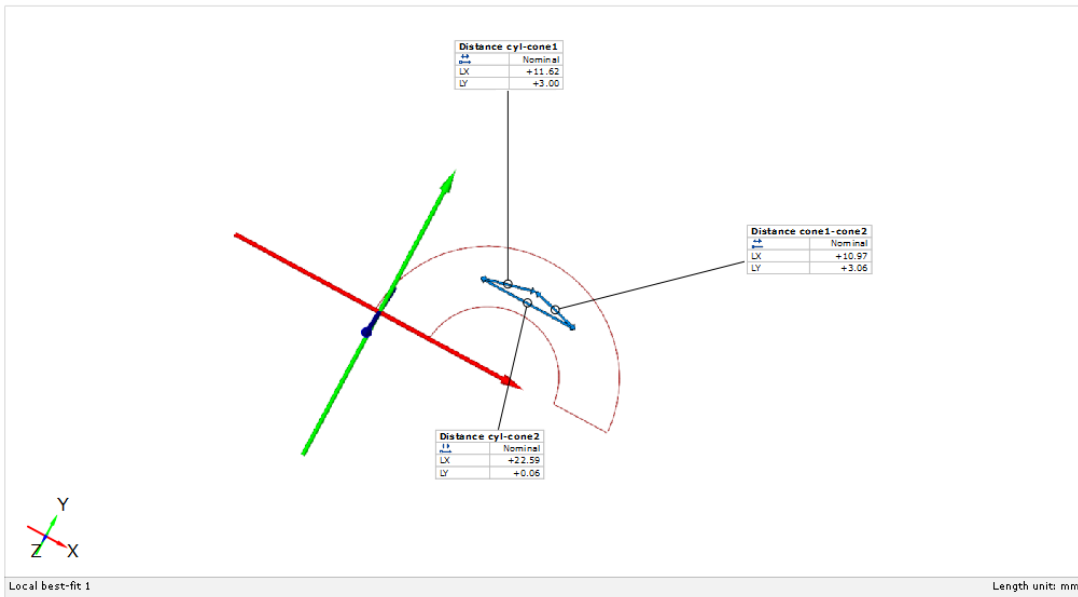 Distance cyl-cone1
Nominal
LX +11.62
LY +3.00
Distance cone1-cone2
Nominal
LX +10.97
LY +3.06
Distance cyl-cone2
Nominal
LX +22.59
LY +0.06
Y
Z X
Local best-fit 1
Length unit: mm